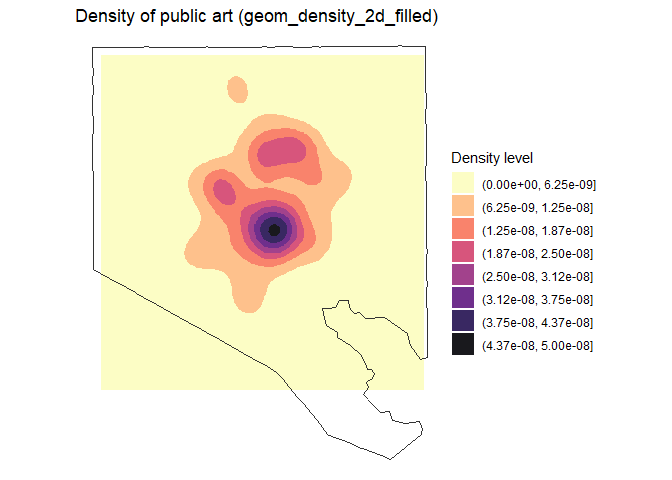 Density of public art (geom_density_2d_filled)
Density level
(0.00e+00, 6.25e-09]
(6.25e-09, 1.25e-08]
(1.25e-08, 1.87e-08]
(1.87e-08, 2.50e-08]
(2.50e-08, 3.12e-08]
(3.12e-08, 3.75e-08]
(3.75e-08, 4.37e-08]
(4.37e-08, 5.00e-08]